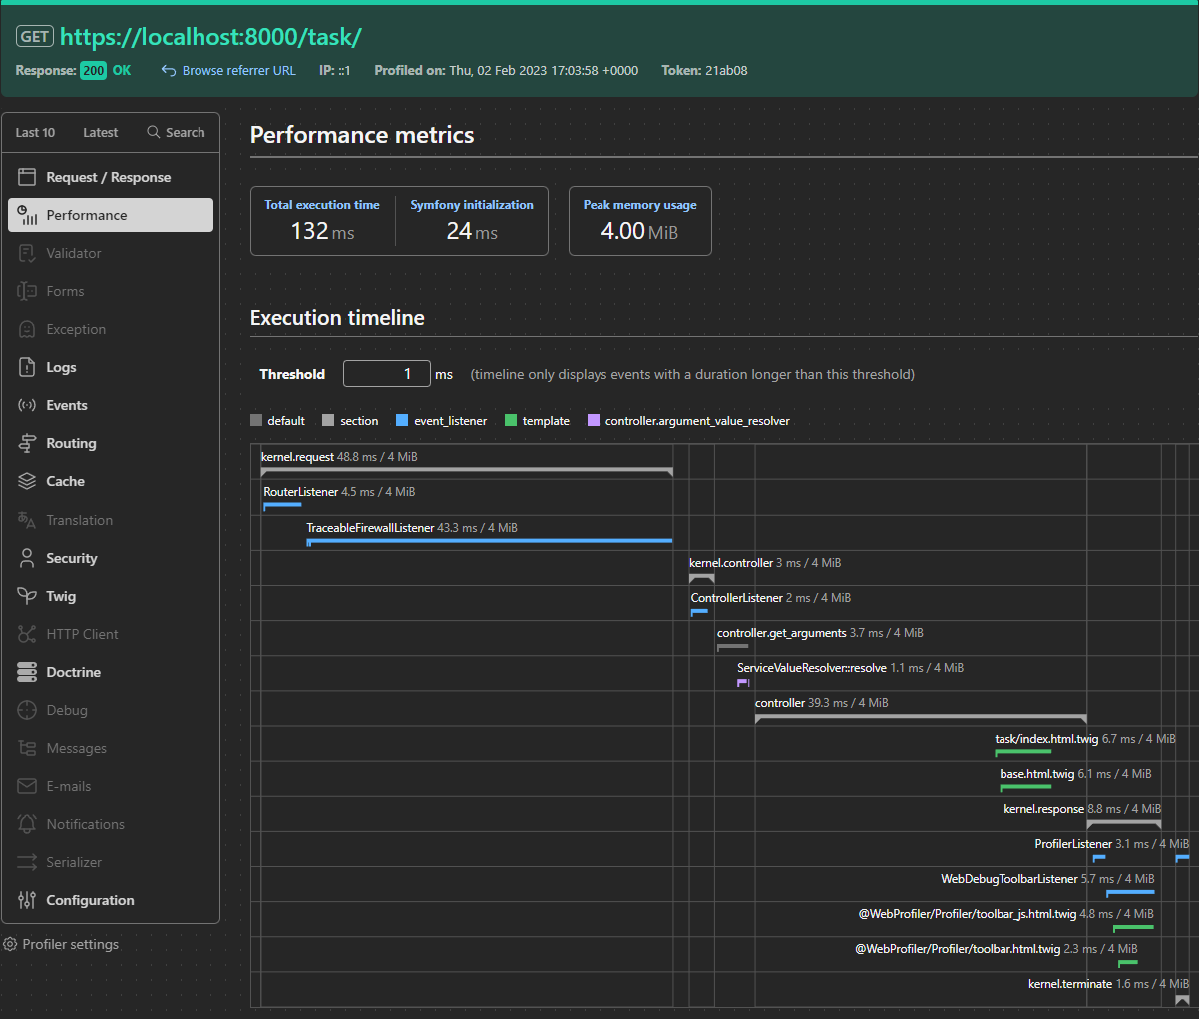 GET https://localhost:8000/task/
Response: 200 OK Browse referrer URL IP: ::1 Profiled on: Thu, 02 Feb 2023 17:03:58 +0000 Token: 21ab08
Last 10 Latest Search
Request / Response
Performance
Validator
Forms
Exception
Logs
Events
Routing
Cache
Translation
Security
Twig
HTTP Client
Doctrine
Debug
Messages
E-mails
Notifications
Serializer
Configuration
Profiler settings
Performance metrics
Total execution time Symfony initialization Peak memory usage
132 ms 24 ms 4.00 MiB
Execution timeline
Threshold 1 ms (timeline only displays events with a duration longer than this threshold)
default section event_listener template controller.argument_value_resolver
kernel.request 48.8 ms / 4 MiB
RouterListener 4.5 ms / 4 MiB
TraceableFirewallListener 43.3 ms / 4 MiB
kernel.controller 3 ms / 4 MiB
ControllerListener 2 ms / 4 MiB
controller.get_arguments 3.7 ms / 4 MiB
ServiceValueResolver::resolve 1.1 ms / 4 MiB
controller 39.3 ms / 4 MiB
task/index.html.twig 6.7 ms / 4 MiB
base.html.twig 6.1 ms / 4 MiB
kernel.response 8.8 ms / 4 MiB
ProfilerListener 3.1 ms / 4 MiB
WebDebugToolbarListener 5.7 ms / 4 MiB
@WebProfiler/Profiler/toolbar_js.html.twig 4.8 ms / 4 MiB
@WebProfiler/Profiler/toolbar.html.twig 2.3 ms / 4 MiB
kernel.terminate 1.6 ms / 4 MiB